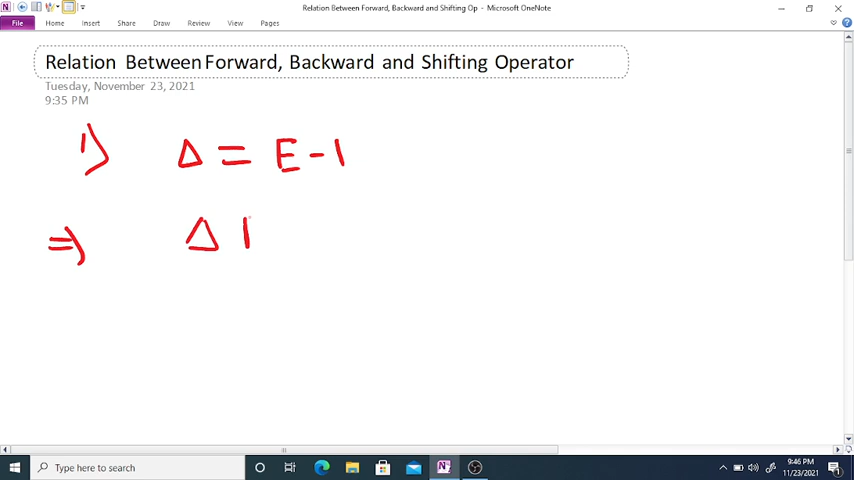 Relation Between Forward, Backward and Shifting Op - Microsoft OneNote
File Home Insert Share Draw Review View Pages
Relation Between Forward, Backward and Shifting Operator
Tuesday, November 23, 2021
9:35 PM
1) Δ = E - 1
⇒ Δ
Type here to search
9:46 PM
11/23/2021